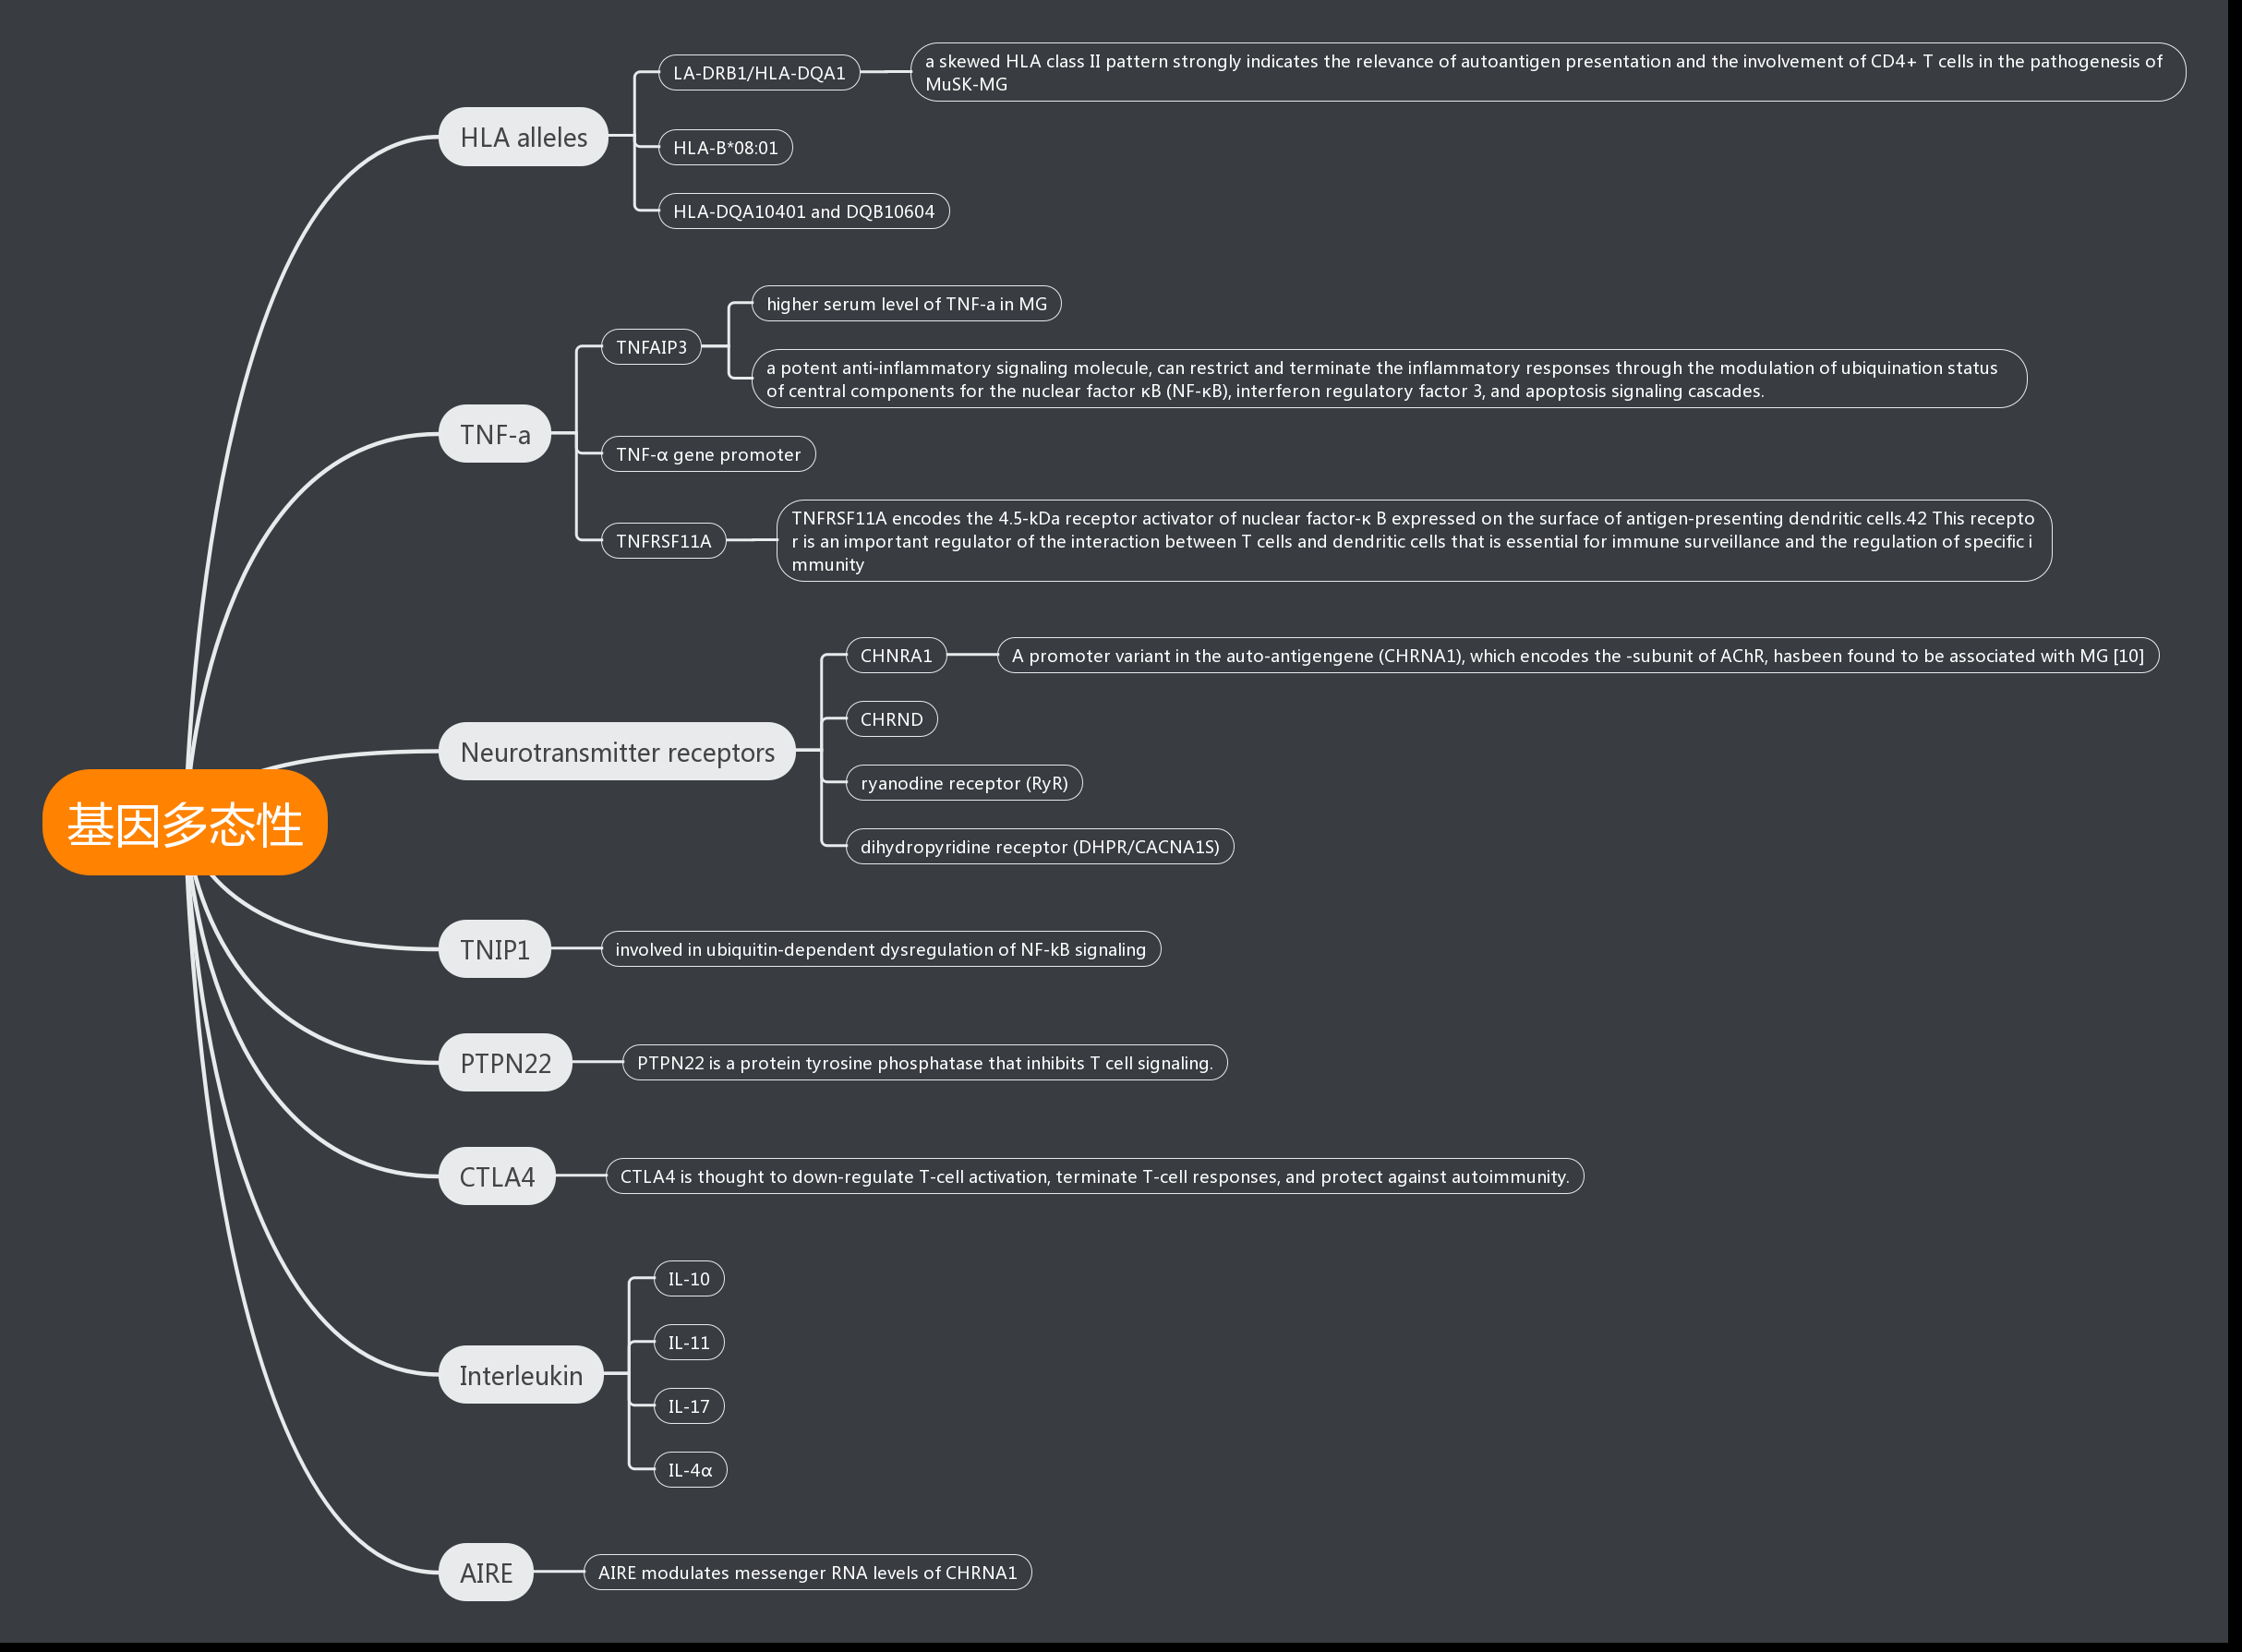 HLA alleles
LA-DRB1/HLA-DQA1
a skewed HLA class II pattern strongly indicates the relevance of autoantigen presentation and the involvement of CD4+ T cells in the pathogenesis of
MuSK-MG
HLA-B*08:01
HLA-DQA10401 and DQB10604
TNF-a
TNFAIP3
higher serum level of TNF-a in MG
a potent anti-inflammatory signaling molecule, can restrict and terminate the inflammatory responses through the modulation of ubiquination status
of central components for the nuclear factor κB (NF-κB), interferon regulatory factor 3, and apoptosis signaling cascades.
TNF-α gene promoter
TNFRSF11A
TNFRSF11A encodes the 4.5-kDa receptor activator of nuclear factor-κ B expressed on the surface of antigen-presenting dendritic cells.42 This recepto
r is an important regulator of the interaction between T cells and dendritic cells that is essential for immune surveillance and the regulation of specific i
mmunity
Neurotransmitter receptors
CHNRA1
A promoter variant in the auto-antigengene (CHRNA1), which encodes the -subunit of AChR, hasbeen found to be associated with MG [10]
CHRND
ryanodine receptor (RyR)
dihydropyridine receptor (DHPR/CACNA1S)
基因多态性
TNIP1
involved in ubiquitin-dependent dysregulation of NF-kB signaling
PTPN22
PTPN22 is a protein tyrosine phosphatase that inhibits T cell signaling.
CTLA4
CTLA4 is thought to down-regulate T-cell activation, terminate T-cell responses, and protect against autoimmunity.
Interleukin
IL-10
IL-11
IL-17
IL-4α
AIRE
AIRE modulates messenger RNA levels of CHRNA1